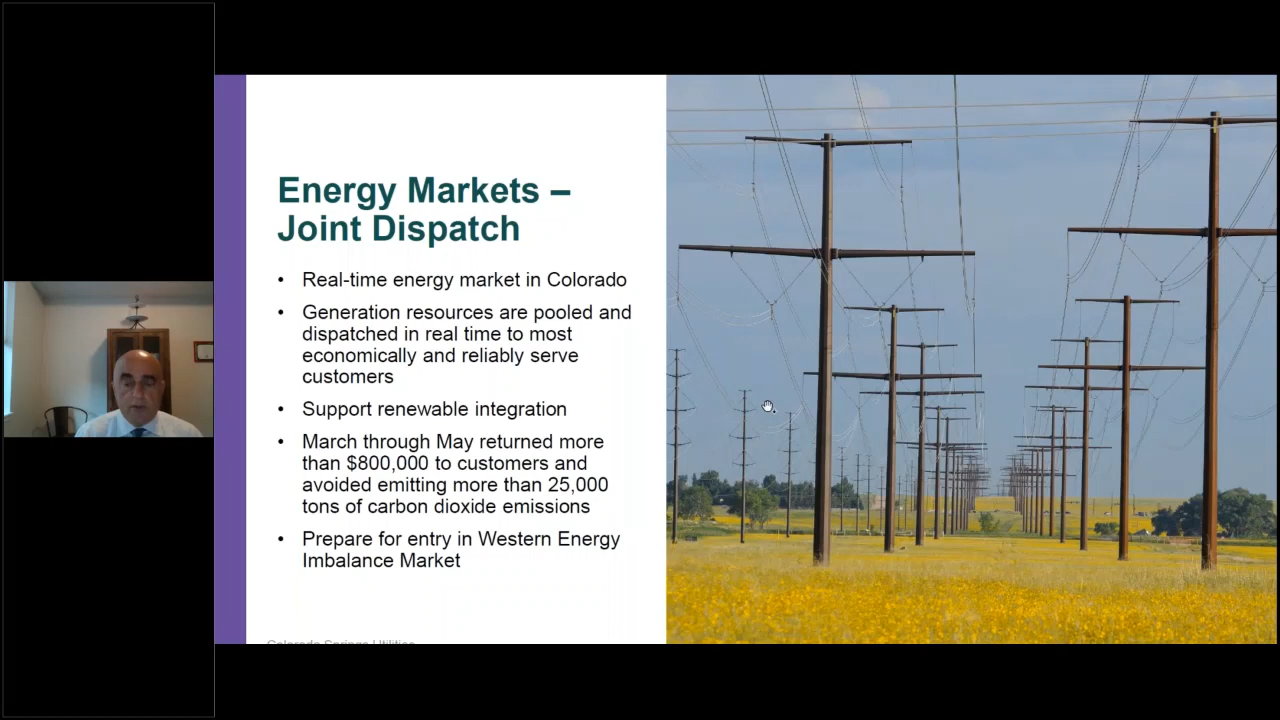 Energy Markets –
Joint Dispatch
• Real-time energy market in Colorado
• Generation resources are pooled and
dispatched in real time to most
economically and reliably serve
customers
• Support renewable integration
• March through May returned more
than $800,000 to customers and
avoided emitting more than 25,000
tons of carbon dioxide emissions
• Prepare for entry in Western Energy
Imbalance Market
Colorado Springs Utilities